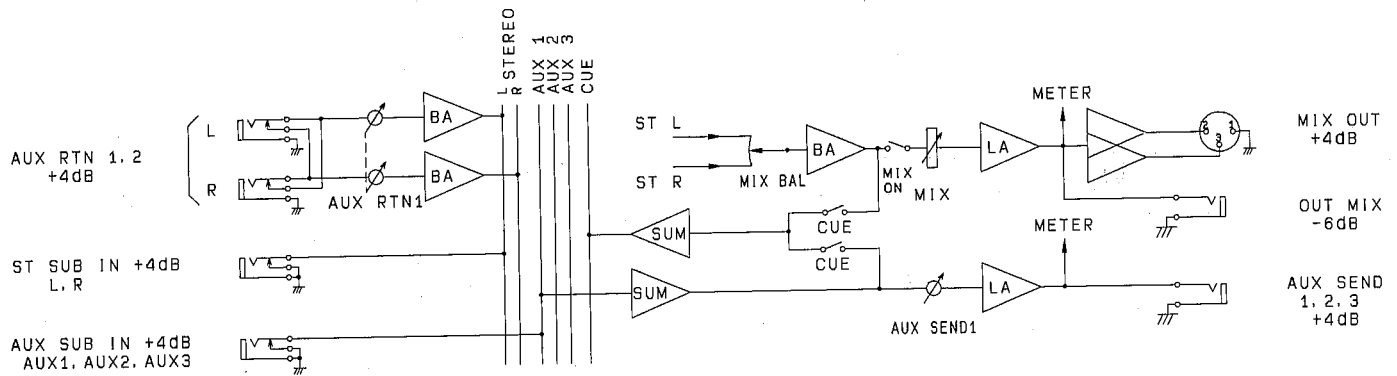 L STEREO
R
AUX 1
AUX 2
AUX 3
CUE
AUX RTN 1, 2
+4dB
L
R
BA
BA
AUX RTN1
ST SUB IN +4dB
L, R
AUX SUB IN +4dB
AUX1, AUX2, AUX3
ST L
ST R
MIX BAL
BA
MIX
ON
MIX
LA
METER
2
1
3
MIX OUT
+4dB
OUT MIX
-6dB
SUM
CUE
CUE
SUM
AUX SEND1
LA
METER
AUX SEND
1, 2, 3
+4dB